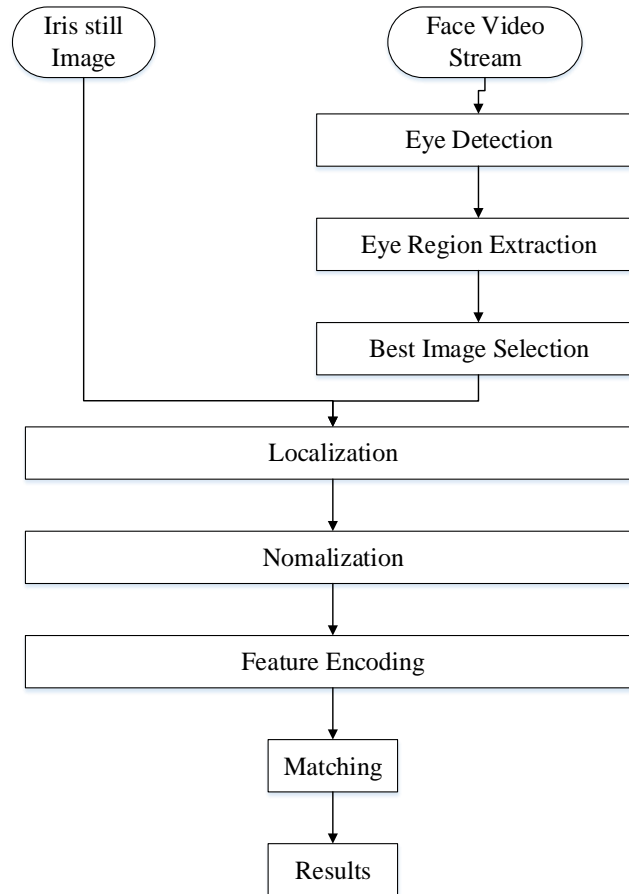 Iris still
Image
Face Video
Stream
Eye Detection
Eye Region Extraction
Best Image Selection
Localization
Nomalization
Feature Encoding
Matching
Results